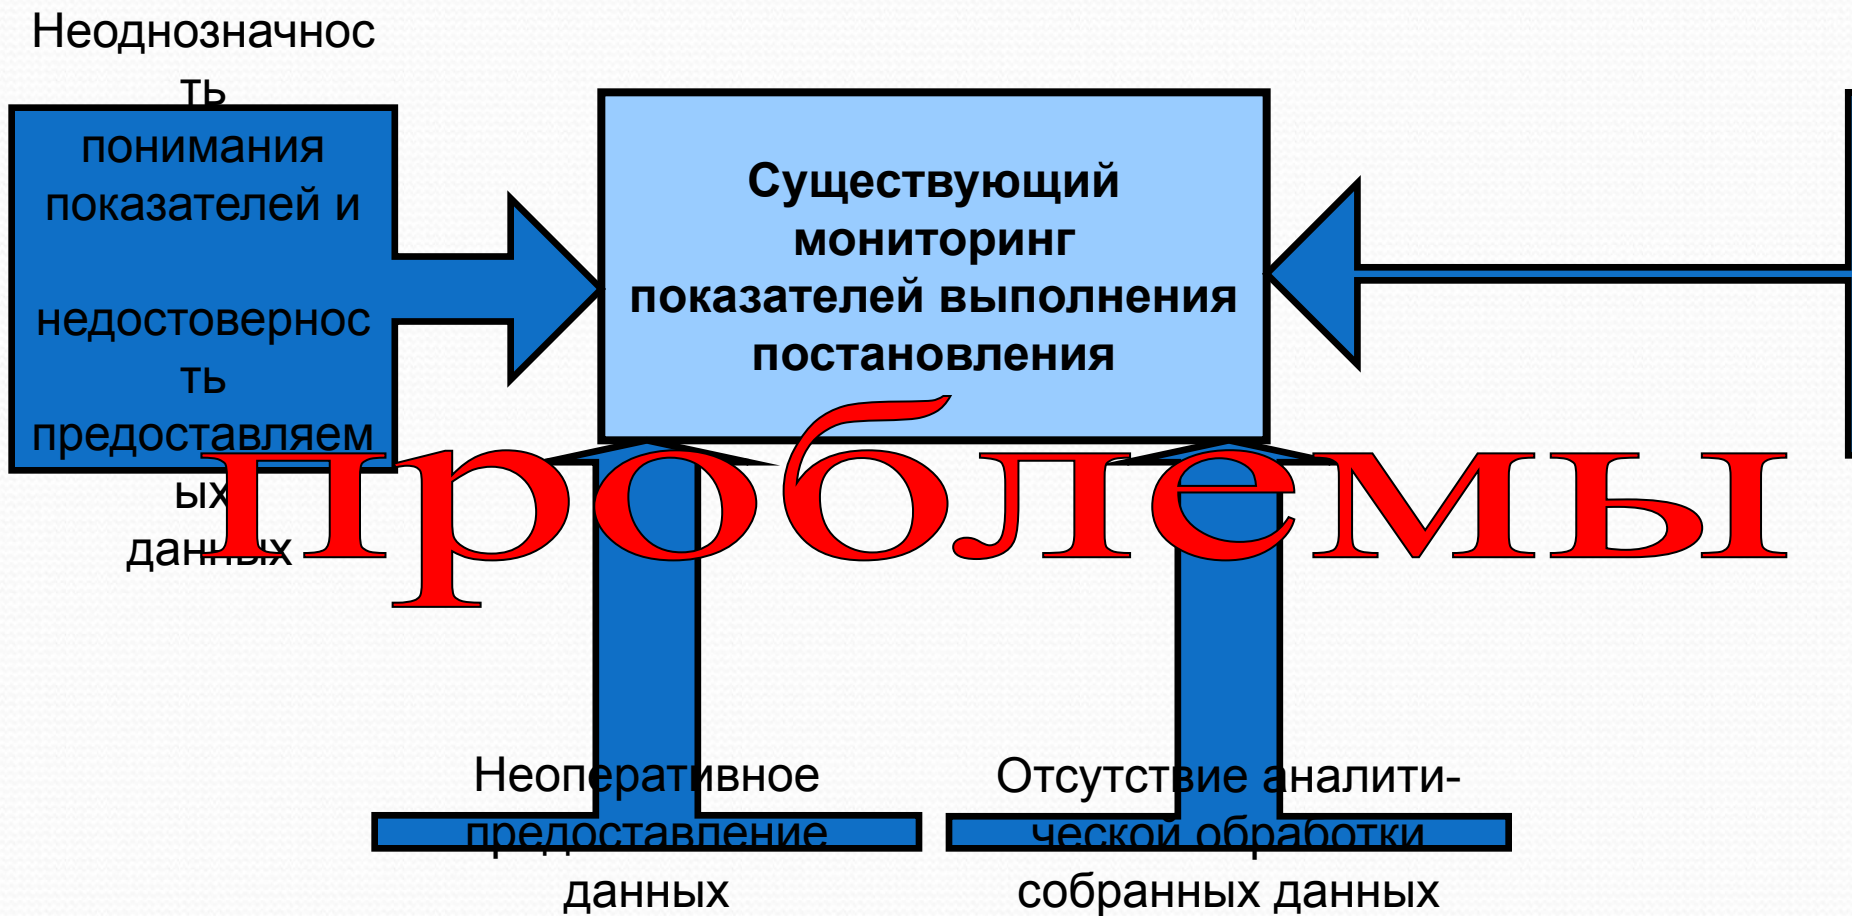 Неоднозначнос
ть
понимания
показателей и
недостовернос
ть
предоставляем
ых
данных
Существующий
мониторинг
показателей выполнения
постановления
проблемы
Неоперативное
предоставление
данных
Отсутствие аналити-
ческой обработки
собранных данных